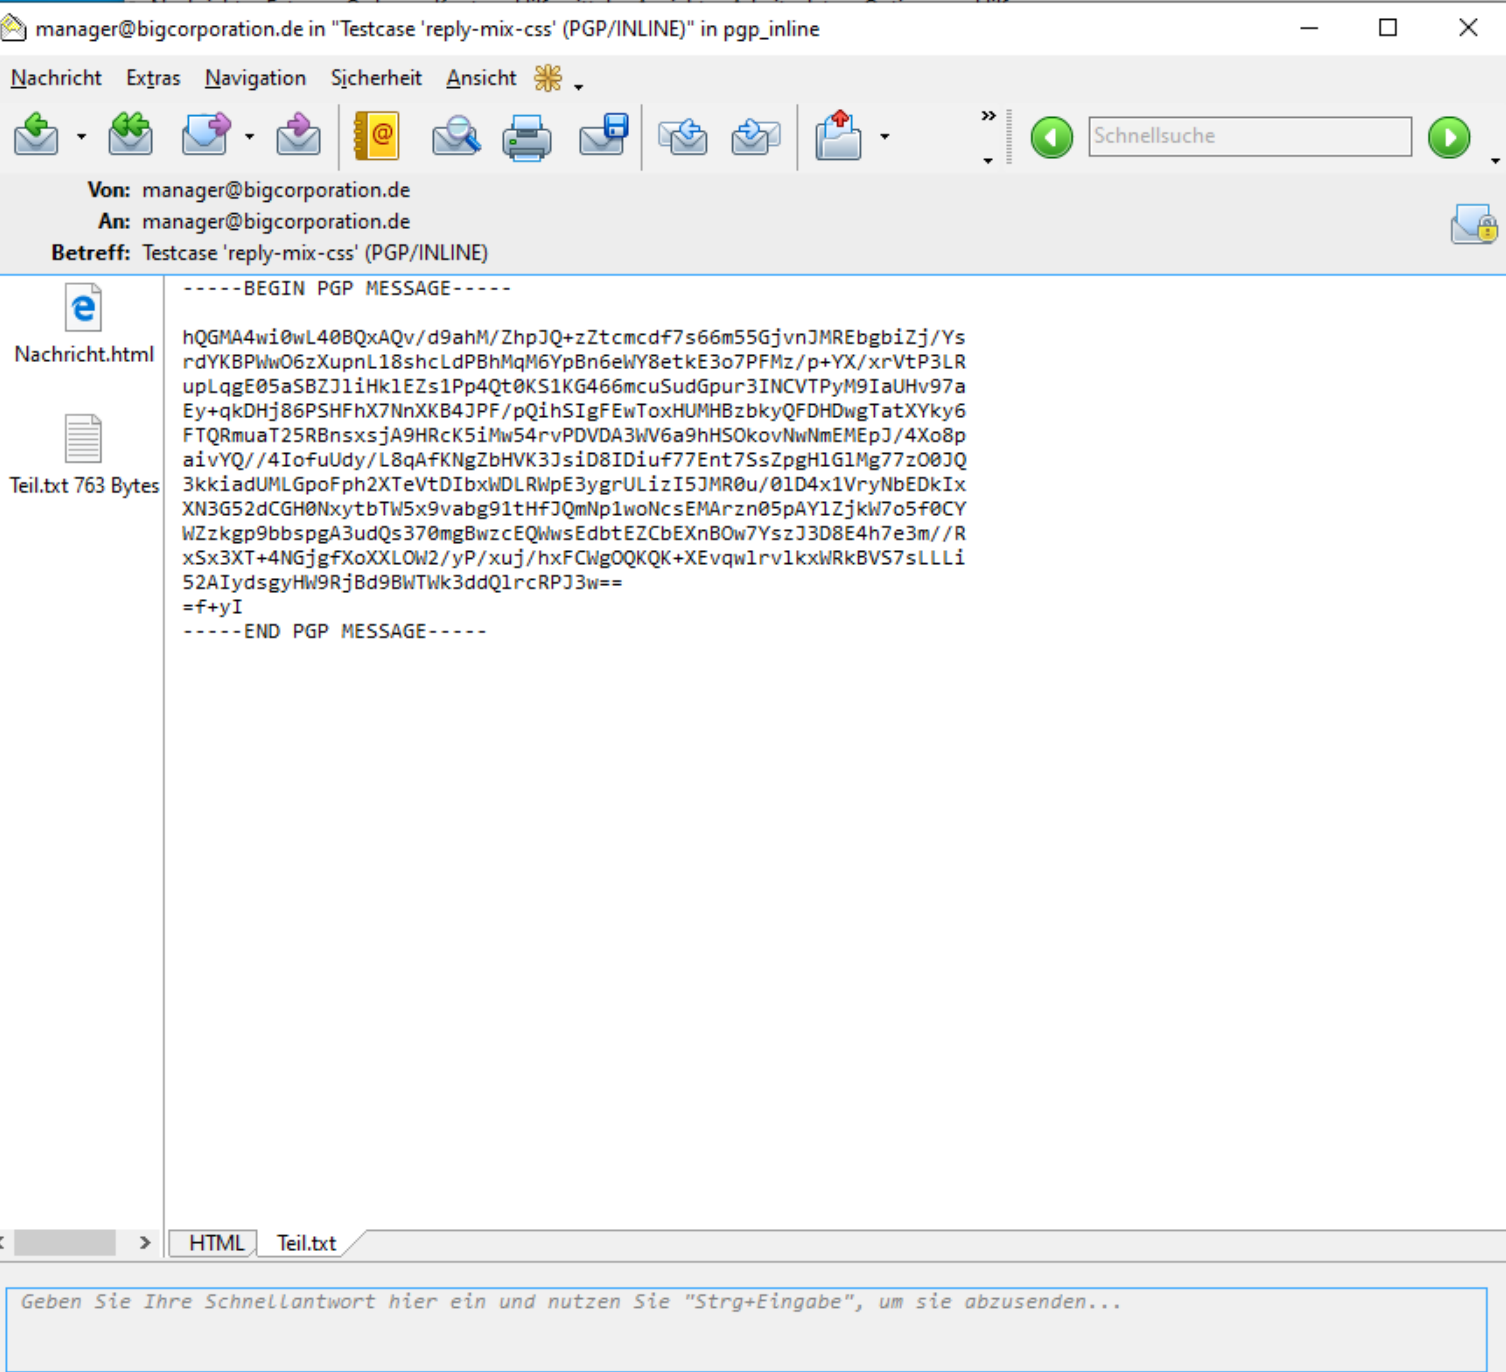 manager@bigcorporation.de in "Testcase 'reply-mix-css' (PGP/INLINE)" in pgp_inline
Nachricht Extras Navigation Sicherheit Ansicht
Schnellsuche
Von: manager@bigcorporation.de
An: manager@bigcorporation.de
Betreff: Testcase 'reply-mix-css' (PGP/INLINE)
Nachricht.html
Teil.txt 763 Bytes
-----BEGIN PGP MESSAGE-----
hQGMA4wi0wL40BQxAQv/d9ahM/ZhpJQ+zZtcmcdf7s66m55GjvnJMREbgbiZj/Ys
rdYKBPWwO6zXupnL18shcLdPBhMqM6YpBn6eWY8etkE3o7PFMz/p+YX/xrVtP3LR
upLqgE05aSBZJliHklEZs1Pp4Qt0KS1KG466mcuSudGpur3INCVTPyM9IaUHv97a
Ey+qkDHj86PSHFhX7NnXKB4JPF/pQihSIgFEwToxHUMHBzbkyQFDHDwgTatXYky6
FTQRmuaT25RBnsxsjA9HRcK5iMw54rvPDVDA3WV6a9hHSOkovNwNmEMEpJ/4Xo8p
aivYQ//4IofuUdy/L8qAfKNgZbHVK3JsiD8IDiuf77Ent7SsZpgHlGlMg77zO0JQ
3kkiadUMLGpoFph2XTeVtDIbxWDLRWpE3ygrULizI5JMR0u/0lD4x1VryNbEDkIx
XN3G52dCGH0NxytbTW5x9vabg91tHfJQmNp1woNcsEMArzn05pAYlZjkW7o5f0CY
WZzkgp9bbspgA3udQs370mgBwzcEQWwsEdbtEZCbEXnBOw7YszJ3D8E4h7e3m//R
xSx3XT+4NGjgfXoXXLOW2/yP/xuj/hxFCWgOQKQK+XEvqwlrvlkxWRkBVS7sLLLi
52AIydsgyHW9RjBd9BWTWk3ddQlrcRPJ3w==
=f+yI
-----END PGP MESSAGE-----
HTML Teil.txt
Geben Sie Ihre Schnellantwort hier ein und nutzen Sie "Strg+Eingabe", um sie abzusenden...